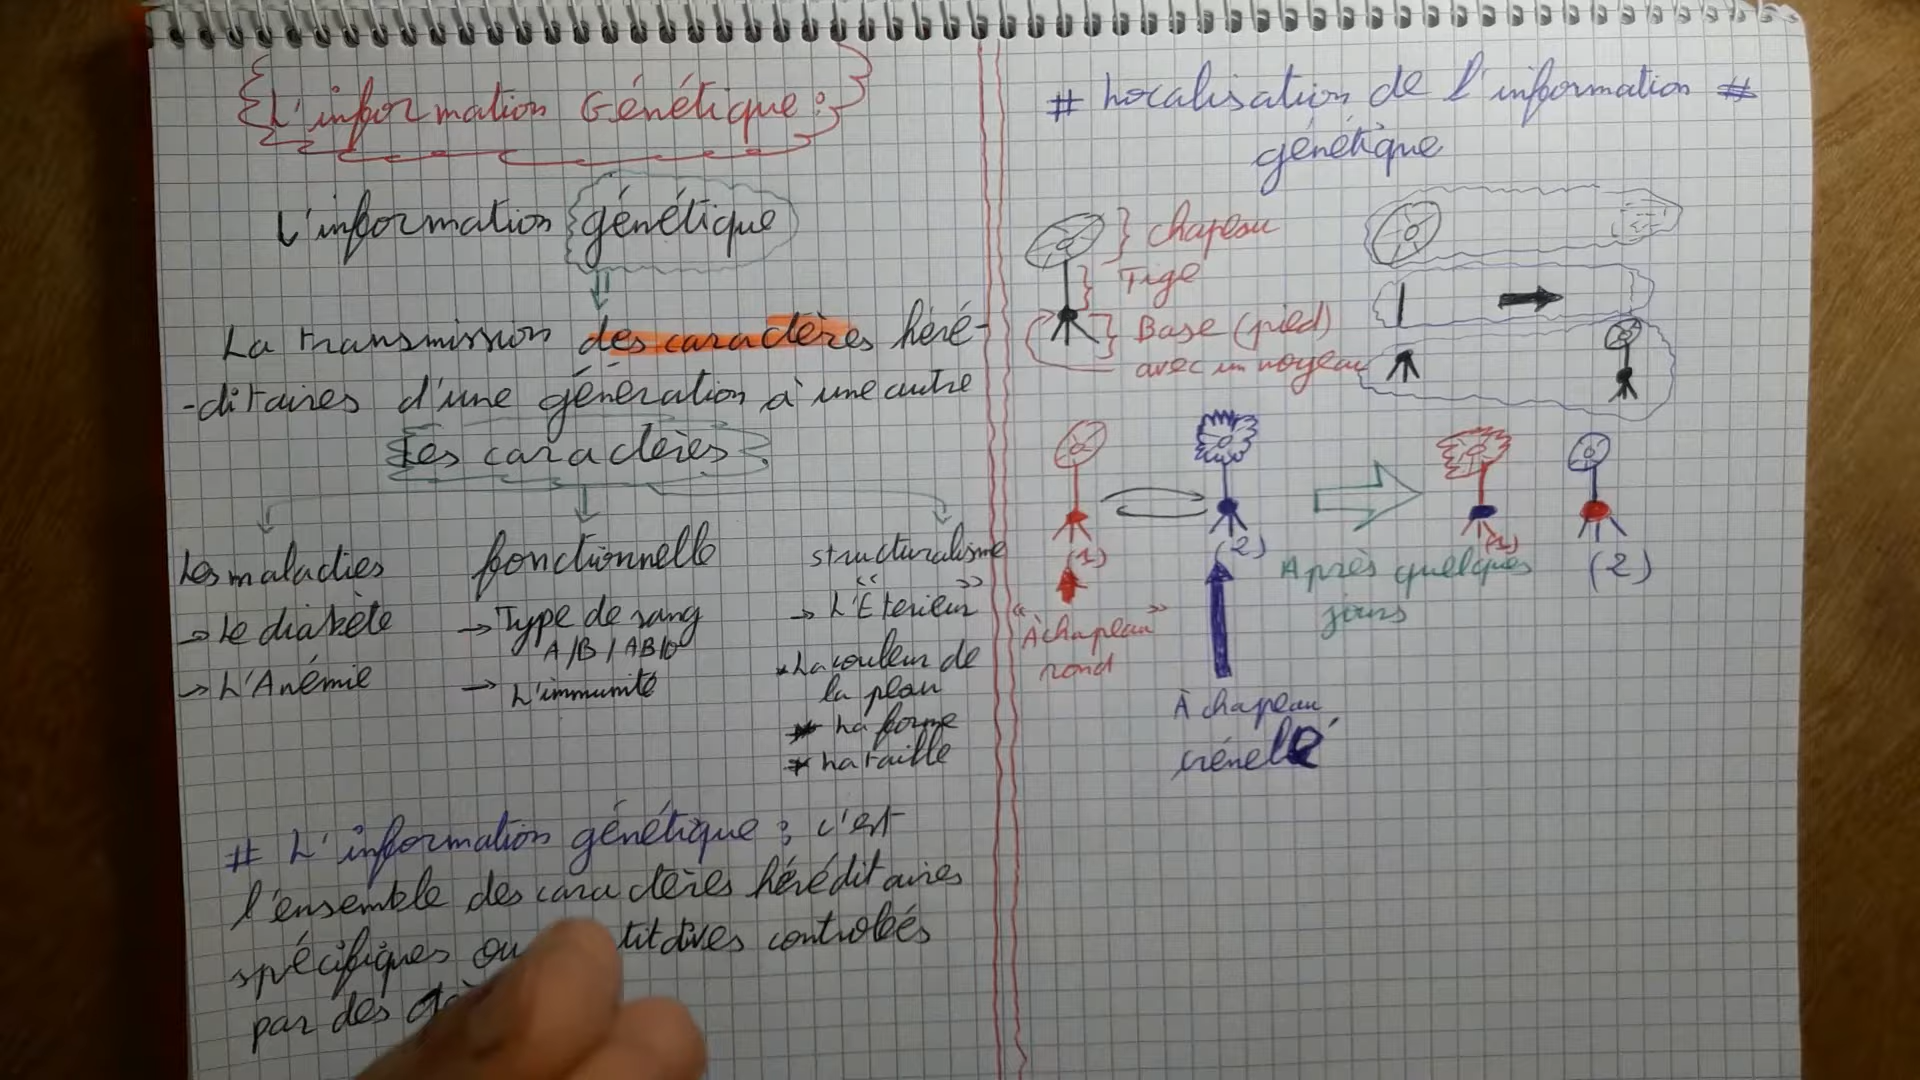 L'information Génétique :
L'information génétique
La transmission des caractères héré-
-ditaires d'une génération à une autre
Les caractères
Les maladies
→ Le diabète
→ L'Anémie
fonctionnelle
→ Type de sang
A/B/AB/O
→ L'immunité
structuralisme
→ L'Éterieur
* La couleur de
la peau
* La forme
* La taille
# L'information génétique : c'est
l'ensemble des caractères héréditaires
spécifiques ou titives controlés
par des
# Localisation de l'information #
génétique
chapeau
Tige
Base (pied)
avec un noyeau
(1)
(2)
(1)
(2)
"À chapeau"
rond
À chapeau
crénelé
Après quelques
jours